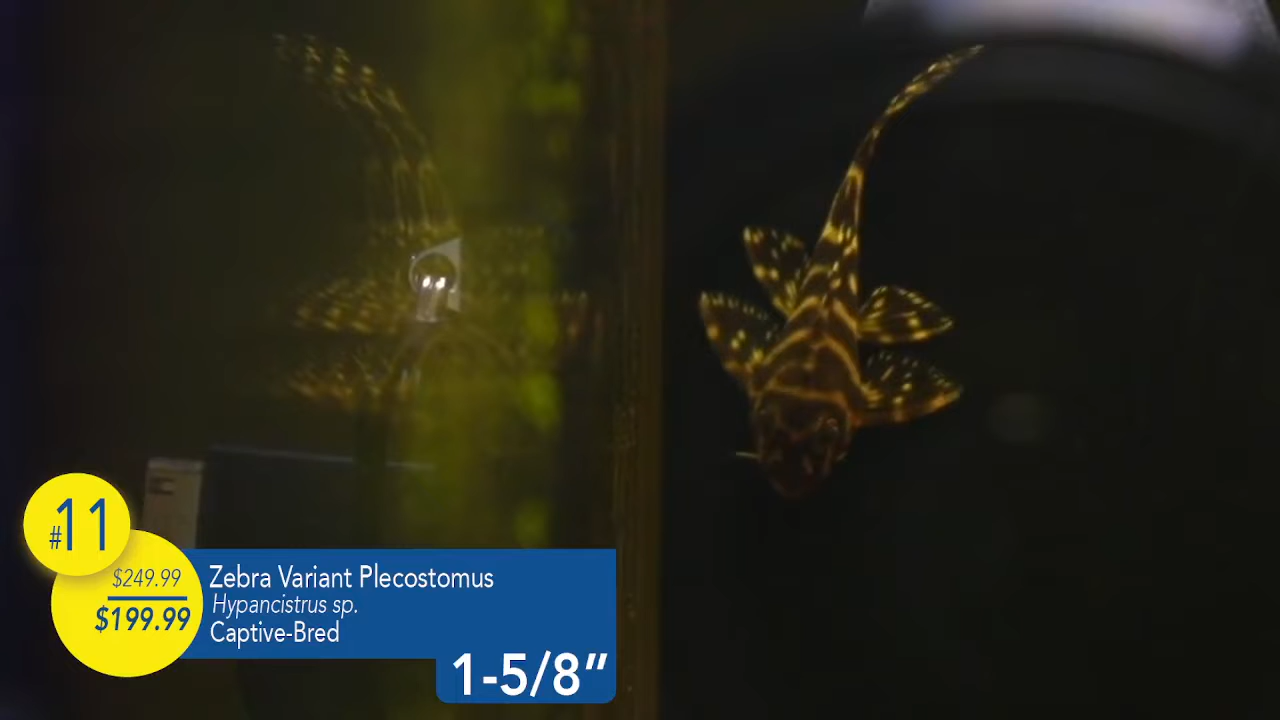 #11
$249.99
$199.99
Zebra Variant Plecostomus
Hypancistrus sp.
Captive-Bred
1-5/8"